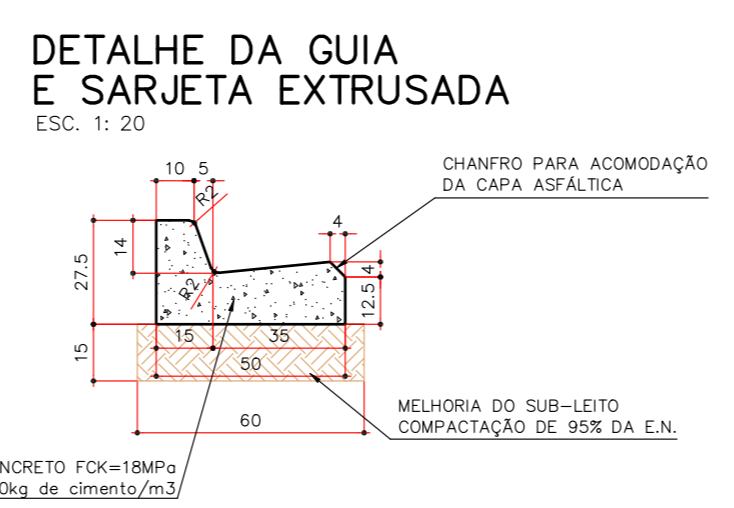 DETALHE DA GUIA
E SARJETA EXTRUSADA
ESC. 1: 20
CHANFRO PARA ACOMODAÇÃO
DA CAPA ASFÁLTICA
10 5
R2
4
14
27.5
4
12.5
R2
15 35
15
50
60
MELHORIA DO SUB-LEITO
COMPACTAÇÃO DE 95% DA E.N.
NCRETO FCK=18MPa
0kg de cimento/m3